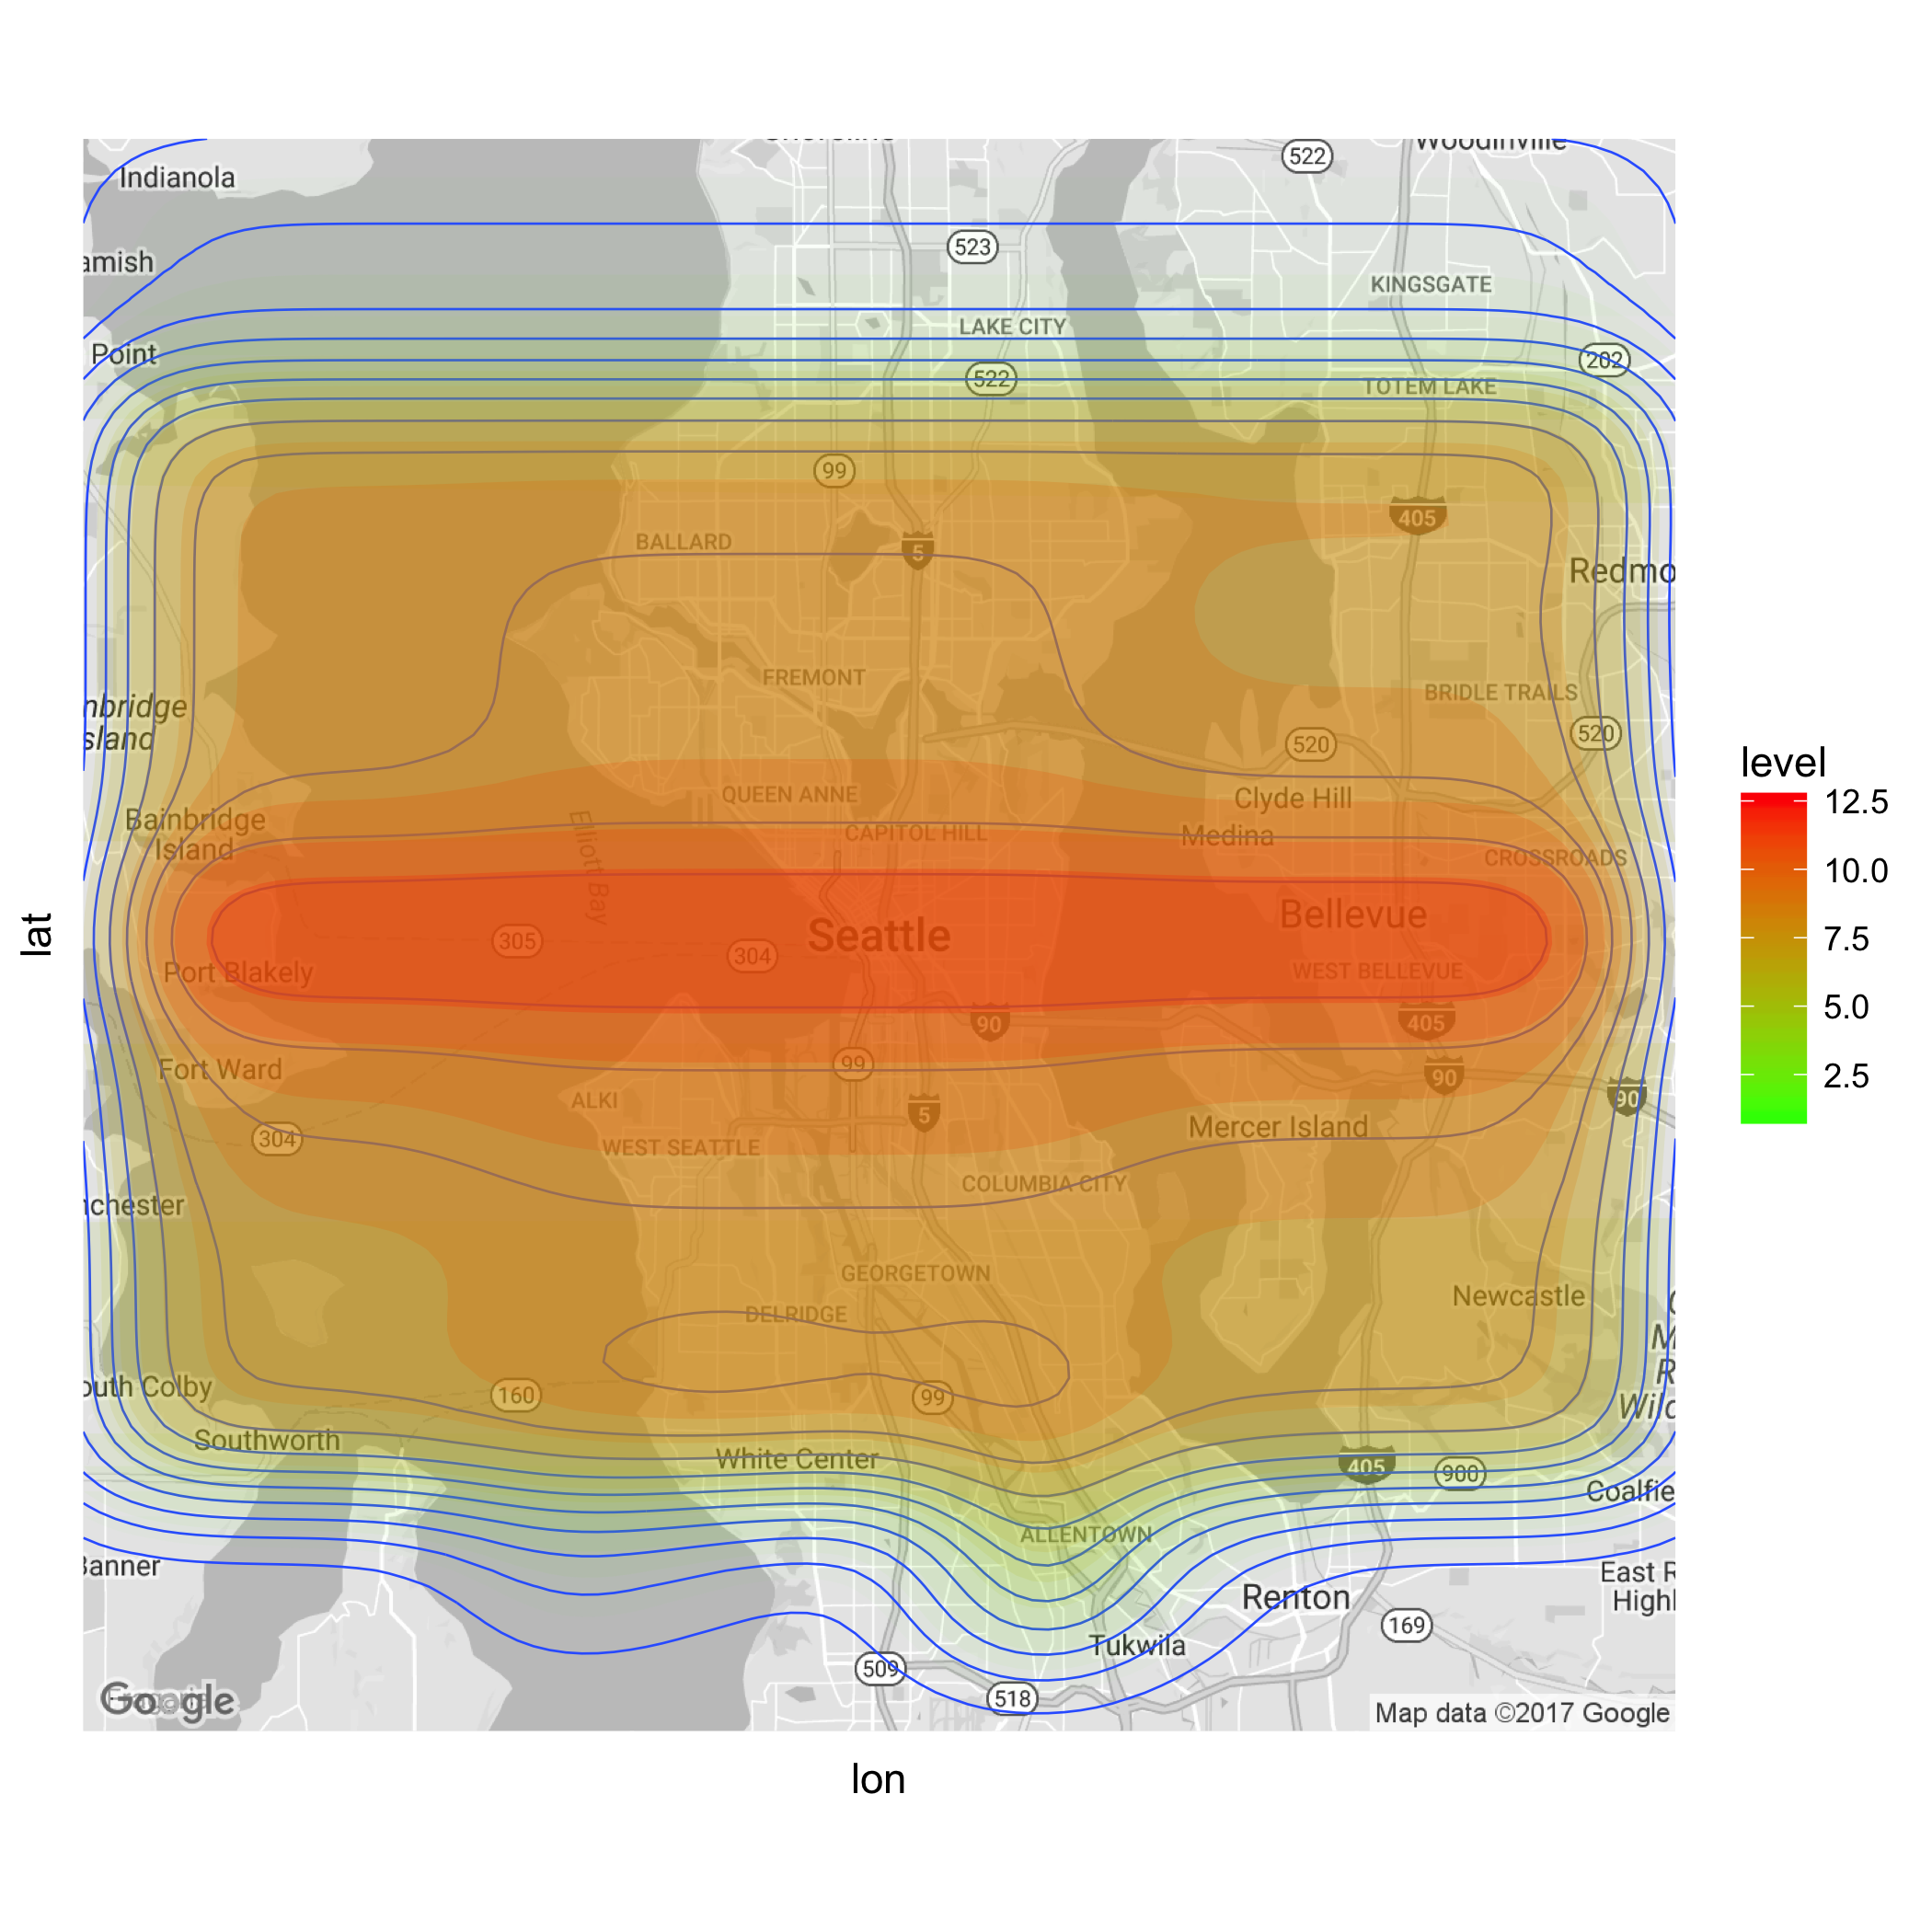 Shoreline
Woodinville
522
Indianola
523
amish
KINGSGATE
LAKE CITY
Point
202
522
TOTEM LAKE
99
405
BALLARD
5
Redmo
FREMONT
BRIDLE TRAILS
nbridge
sland
520
520
QUEEN ANNE
Clyde Hill
Bainbridge
Island
Elliott Bay
CAPITOL HILL
Medina
CROSSROADS
Seattle
Bellevue
305
304
Port Blakely
WEST BELLEVUE
90
405
Fort Ward
99
90
90
ALKI
5
304
WEST SEATTLE
Mercer Island
COLUMBIA CITY
nchester
GEORGETOWN
DELRIDGE
Newcastle
M
R
Wild
outh Colby
160
99
Southworth
White Center
405
900
Coalfie
ALLENTOWN
Banner
East R
Highl
Renton
169
Tukwila
509
518
Google
Map data ©2017 Google
lat
lon
level
12.5
10.0
7.5
5.0
2.5